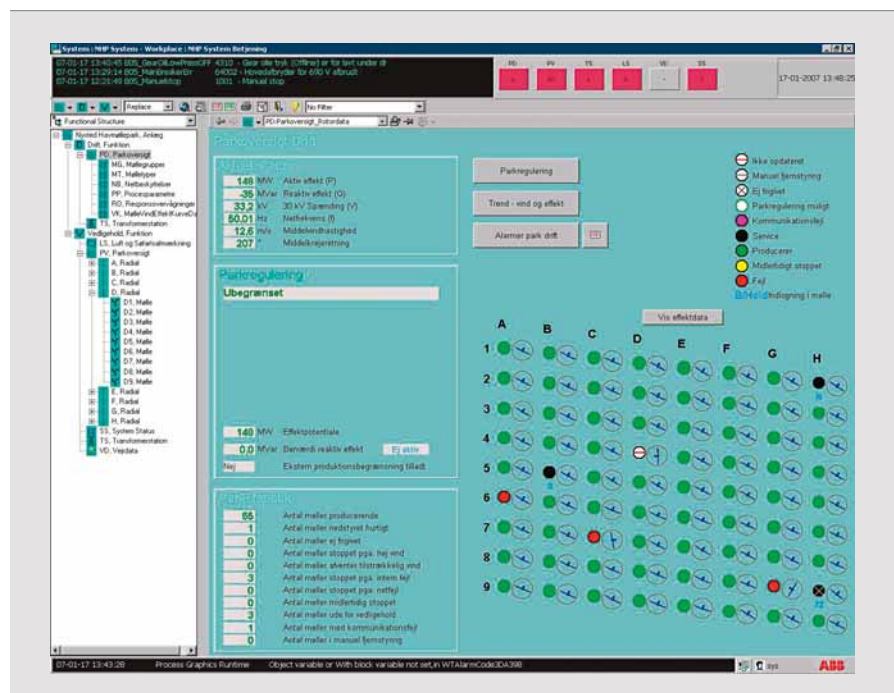 System : NHP System - Workplace : NHP System Betjening
07-01-17 13:40:45 B05_GearOilLowPressOFF 4310 - Gear olie tryk (Offline) er for lavt under dr
07-01-17 13:29:14 B05_MainBreakerErr 64002 - Hovedafbryder for 690 V afbrudt
07-01-17 12:21:49 B05_Manuelstop 1001 - Manuel stop
PD PV TS LS VE SS
17-01-2007 13:48:25
Replace
No Filter
Functional Structure
PD.Parkoversigt_Rotordata
Nysted Havmøllepark, Anlæg
Drift, Funktion
PD, Parkoversigt
MG, Møllegrupper
MT, Mølletyper
NB, Netbeskyttelser
PP, Procesparametre
RO, Responsovervågninger
VK, MølleVindEffektKurveDa
TS, Transformerstation
Vedligehold, Funktion
LS, Luft og Søfartsafmærkning
PV, Parkoversigt
A, Radial
B, Radial
C, Radial
D, Radial
D1, Mølle
D2, Mølle
D3, Mølle
D4, Mølle
D5, Mølle
D6, Mølle
D7, Mølle
D8, Mølle
D9, Mølle
E, Radial
F, Radial
G, Radial
H, Radial
SS, System Status
TS, Transformerstation
VD, Vejrdata
Parkoversigt Drift
148 MW Aktiv effekt (P)
-35 MVar Reaktiv effekt (Q)
33,2 kV 30 kV Spænding (V)
50,01 Hz Netfrekvens (f)
12,6 m/s Middelvindhastighed
207 ° Middelkrøjeretning
Parkregulering
Ubegrænset
140 MW Effektpotentiale
0,0 MVar Børværdi reaktiv effekt Ej aktiv
Nej Ekstern produktionsbegrænsning tilladt
55 Antal møller producerende
1 Antal møller nedstyret hurtigt
0 Antal møller ej frigivet
0 Antal møller stoppet pga. høj vind
0 Antal møller afventer tilstrækkelig vind
3 Antal møller stoppet pga. intern fejl
0 Antal møller stoppet pga. netfejl
0 Antal møller midlertidig stoppet
3 Antal møller ude for vedligehold
1 Antal møller med kommunikationsfejl
0 Antal møller i manuel fjernstyring
Parkregulering
Trend - vind og effekt
Alarmer park drift
Ikke opdateret
Manuel fjernstyring
Ej frigivet
Parkregulering muligt
Kommunikationsfejl
Service
Producerer
Midlertidigt stoppet
Fejl
Indlogning i mølle
Vis effektdata
A B C D E F G H
1
2
3
4
5
6
7
8
9
07-01-17 13:43:28 Process Graphics Runtime Object variable or With block variable not set,in WTAlarmCode3DA398
sys
ABB